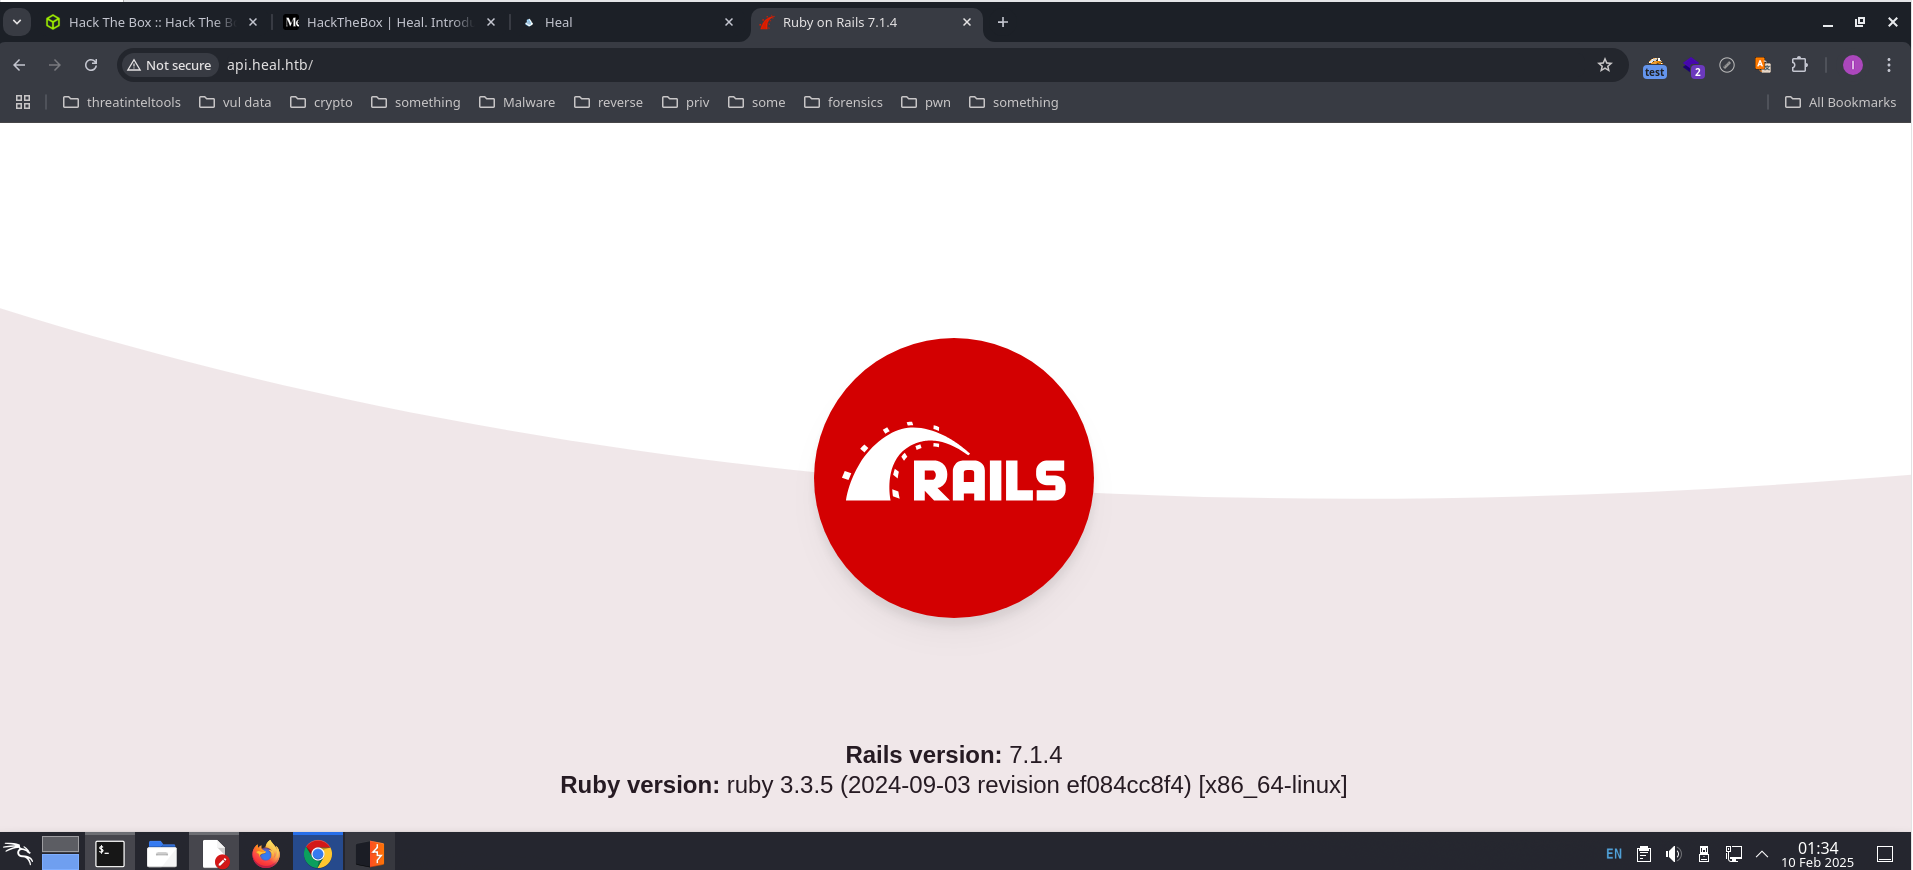 Hack The Box :: Hack The B
HackTheBox | Heal. Introdu
Heal
Ruby on Rails 7.1.4
Not secure
api.heal.htb/
test
2
I
threatinteltools
vul data
crypto
something
Malware
reverse
priv
some
forensics
pwn
something
All Bookmarks
RAILS
Rails version: 7.1.4
Ruby version: ruby 3.3.5 (2024-09-03 revision ef084cc8f4) [x86_64-linux]
EN
01:34
10 Feb 2025